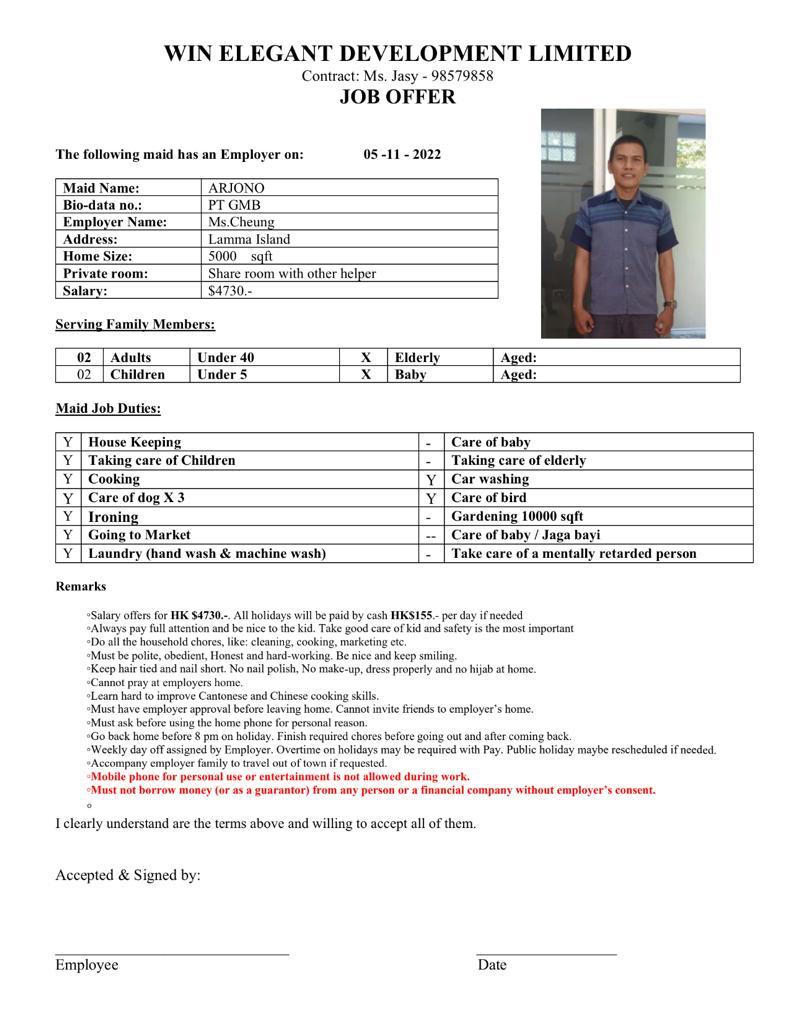 WIN ELEGANT DEVELOPMENT LIMITED
Contract: Ms. Jasy - 98579858
JOB OFFER
The following maid has an Employer on: 05 -11 - 2022
Maid Name: ARJONO
Bio-data no.: PT GMB
Employer Name: Ms.Cheung
Address: Lamma Island
Home Size: 5000 sqft
Private room: Share room with other helper
Salary: $4730.-
Serving Family Members:
02 Adults Under 40 X Elderly Aged:
02 Children Under 5 X Baby Aged:
Maid Job Duties:
Y House Keeping - Care of baby
Y Taking care of Children - Taking care of elderly
Y Cooking Y Car washing
Y Care of dog X 3 Y Care of bird
Y Ironing - Gardening 10000 sqft
Y Going to Market -- Care of baby / Jaga bayi
Y Laundry (hand wash & machine wash) - Take care of a mentally retarded person
Remarks
◦Salary offers for HK $4730.-. All holidays will be paid by cash HK$155.- per day if needed
◦Always pay full attention and be nice to the kid. Take good care of kid and safety is the most important
◦Do all the household chores, like: cleaning, cooking, marketing etc.
◦Must be polite, obedient, Honest and hard-working. Be nice and keep smiling.
◦Keep hair tied and nail short. No nail polish, No make-up, dress properly and no hijab at home.
◦Cannot pray at employers home.
◦Learn hard to improve Cantonese and Chinese cooking skills.
◦Must have employer approval before leaving home. Cannot invite friends to employer's home.
◦Must ask before using the home phone for personal reason.
◦Go back home before 8 pm on holiday. Finish required chores before going out and after coming back.
◦Weekly day off assigned by Employer. Overtime on holidays may be required with Pay. Public holiday maybe rescheduled if needed.
◦Accompany employer family to travel out of town if requested.
◦Mobile phone for personal use or entertainment is not allowed during work.
◦Must not borrow money (or as a guarantor) from any person or a financial company without employer's consent.
◦
I clearly understand are the terms above and willing to accept all of them.
Accepted & Signed by:
Employee Date